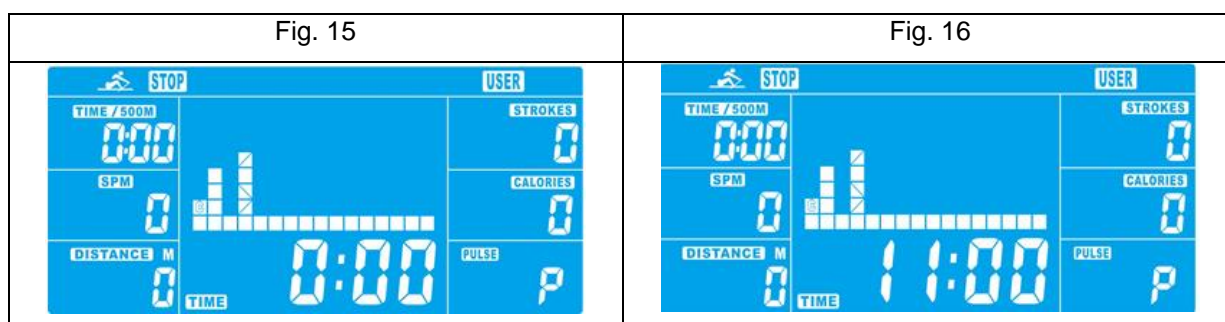 Fig. 15
STOP USER
TIME / 500M
0:00
SPM
0
DISTANCE M
0
TIME 0:00
STROKES
0
CALORIES
0
PULSE
P
Fig. 16
STOP USER
TIME / 500M
0:00
SPM
0
DISTANCE M
0
TIME 11:00
STROKES
0
CALORIES
0
PULSE
P